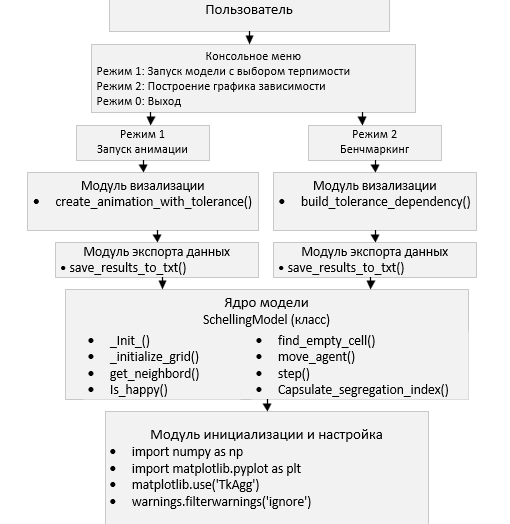 Пользователь
Консольное меню
Режим 1: Запуск модели с выбором терпимости
Режим 2: Построение графика зависимости
Режим 0: Выход
Режим 1
Запуск анимации
Режим 2
Бенчмаркинг
Модуль визализации
• create_animation_with_tolerance()
Модуль визализации
• build_tolerance_dependency()
Модуль экспорта данных
• save_results_to_txt()
Модуль экспорта данных
• save_results_to_txt()
Ядро модели
SchellingModel (класс)
• _Init_()
• _initialize_grid()
• get_neighbord()
• Is_happy()
• find_empty_cell()
• move_agent()
• step()
• Capsulate_segregation_index()
Модуль инициализации и настройка
• import numpy as np
• import matplotlib.pyplot as plt
• matplotlib.use('TkAgg')
• warnings.filterwarnings('ignore')